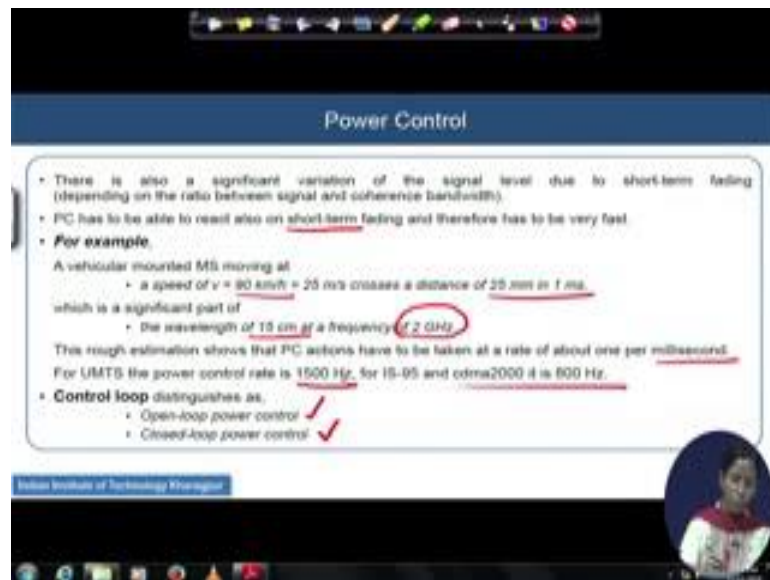 Power Control
• There is also a significant variation of the signal level due to short-term fading
(depending on the ratio between signal and coherence bandwidth).
• PC has to be able to react also on short-term fading and therefore has to be very fast.
• For example,
A vehicular mounted MS moving at
• a speed of v = 90 km/h = 25 m/s crosses a distance of 25 mm in 1 ms,
which is a significant part of
• the wavelength of 15 cm at a frequency of 2 GHz.
This rough estimation shows that PC actions have to be taken at a rate of about one per millisecond.
For UMTS the power control rate is 1500 Hz, for IS-95 and cdma2000 it is 800 Hz.
• Control loop distinguishes as,
• Open-loop power control
• Closed-loop power control
Indian Institute of Technology Kharagpur